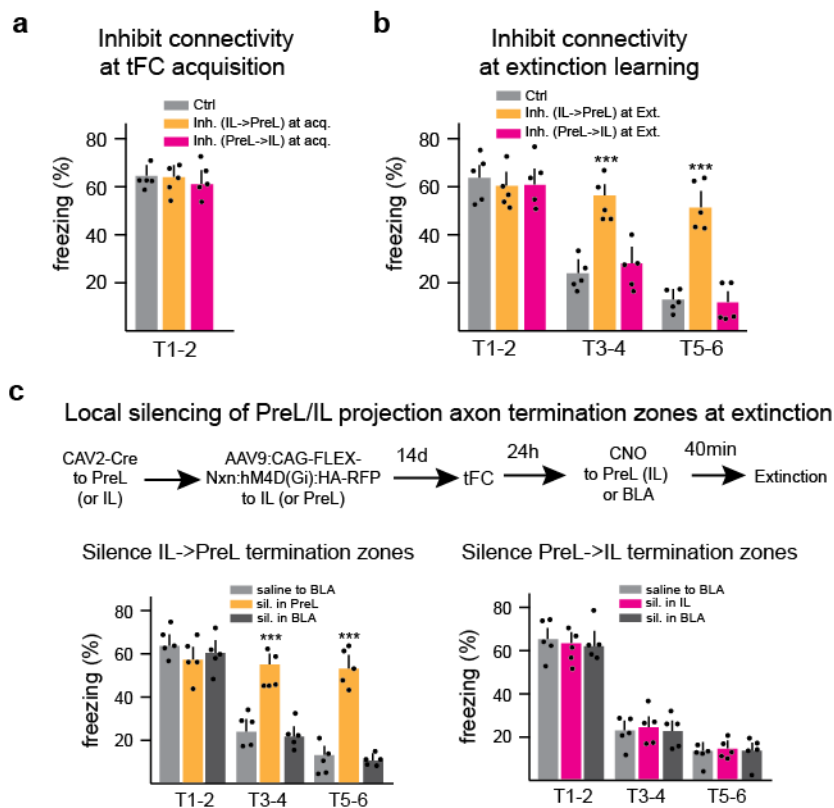 a
Inhibit connectivity
at tFC acquisition
Ctrl
Inh. (IL->PreL) at acq.
Inh. (PreL->IL) at acq.
freezing (%)
80
60
40
20
T1-2
b
Inhibit connectivity
at extinction learning
Ctrl
Inh. (IL->PreL) at Ext.
Inh. (PreL->IL) at Ext.
freezing (%)
80
60
40
20
***
***
T1-2 T3-4 T5-6
c
Local silencing of PreL/IL projection axon termination zones at extinction
CAV2-Cre
to PreL
(or IL)
AAV9:CAG-FLEX-
Nxn:hM4D(Gi):HA-RFP
to IL (or PreL)
14d
tFC
24h
CNO
to PreL (IL)
or BLA
40min
Extinction
Silence IL->PreL termination zones
saline to BLA
sil. in PreL
sil. in BLA
freezing (%)
80
60
40
20
***
***
T1-2 T3-4 T5-6
Silence PreL->IL termination zones
saline to BLA
sil. in IL
sil. in BLA
freezing (%)
80
60
40
20
T1-2 T3-4 T5-6